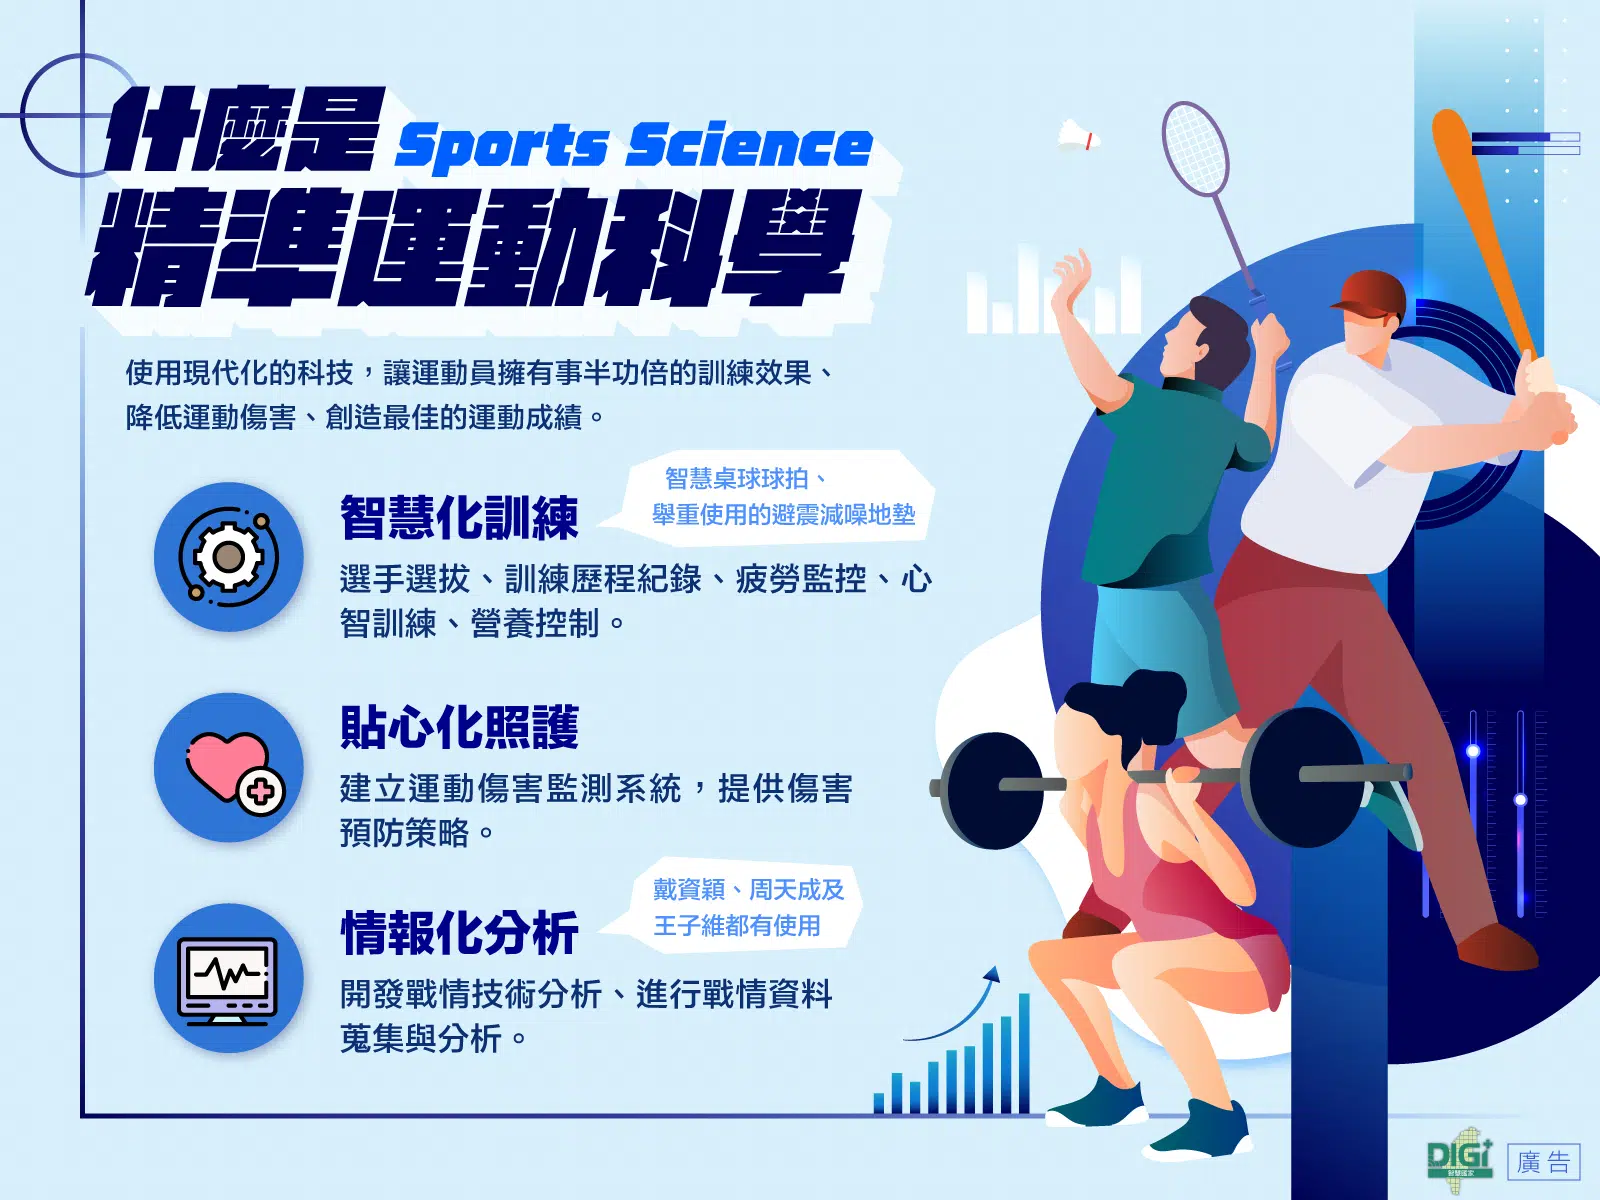 什麼是 Sports Science
精準運動科學
使用現代化的科技，讓運動員擁有事半功倍的訓練效果、
降低運動傷害、創造最佳的運動成績。
智慧化訓練
智慧桌球球拍、
舉重使用的避震減噪地墊
選手選拔、訓練歷程紀錄、疲勞監控、心
智訓練、營養控制。
貼心化照護
建立運動傷害監測系統，提供傷害
預防策略。
情報化分析
戴資穎、周天成及
王子維都有使用
開發戰情技術分析、進行戰情資料
蒐集與分析。
DIGI+
智慧國家
廣告